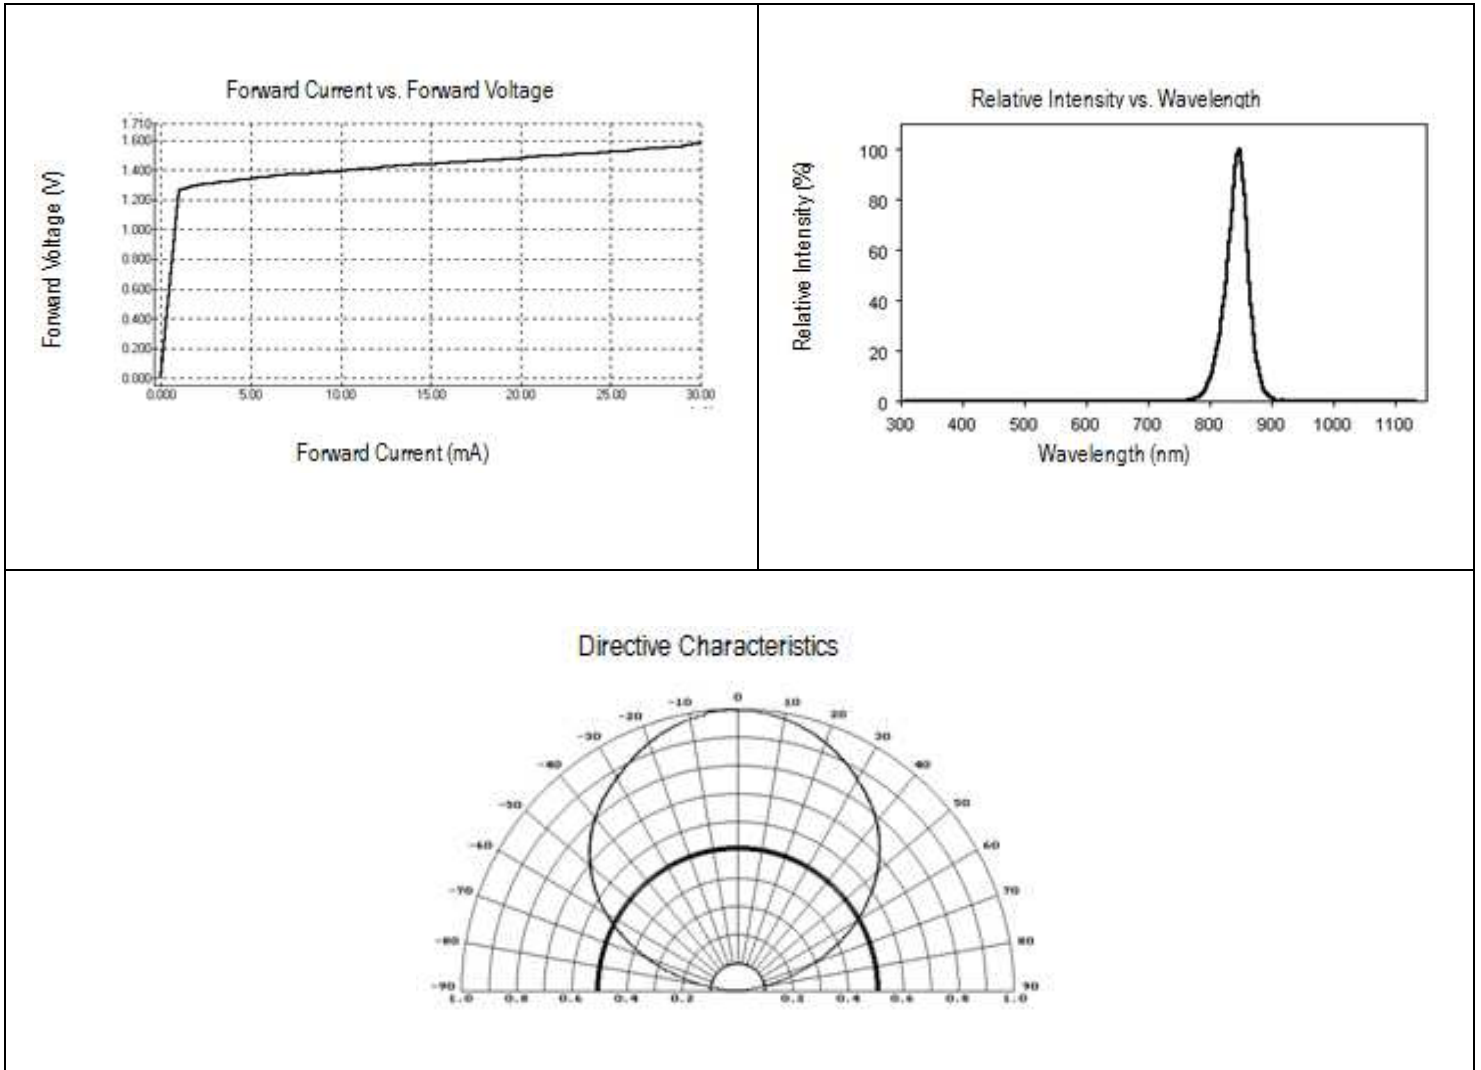 Forward Current vs. Forward Voltage
1.710
1.600
1.400
1.200
1.000
0.800
0.600
0.400
0.200
0.000
0.000 5.00 10.00 15.00 20.00 25.00 30.00
Forward Voltage (V)
Forward Current (mA)
Relative Intensity vs. Wavelength
100
80
60
40
20
0
300 400 500 600 700 800 900 1000 1100
Relative Intensity (%)
Wavelength (nm)
Directive Characteristics
-10 0 10
-20 20
-30 30
-40 40
-50 50
-60 60
-70 70
-80 80
-90 90
1.0 0.8 0.6 0.4 0.2 0.2 0.4 0.6 0.8 1.0